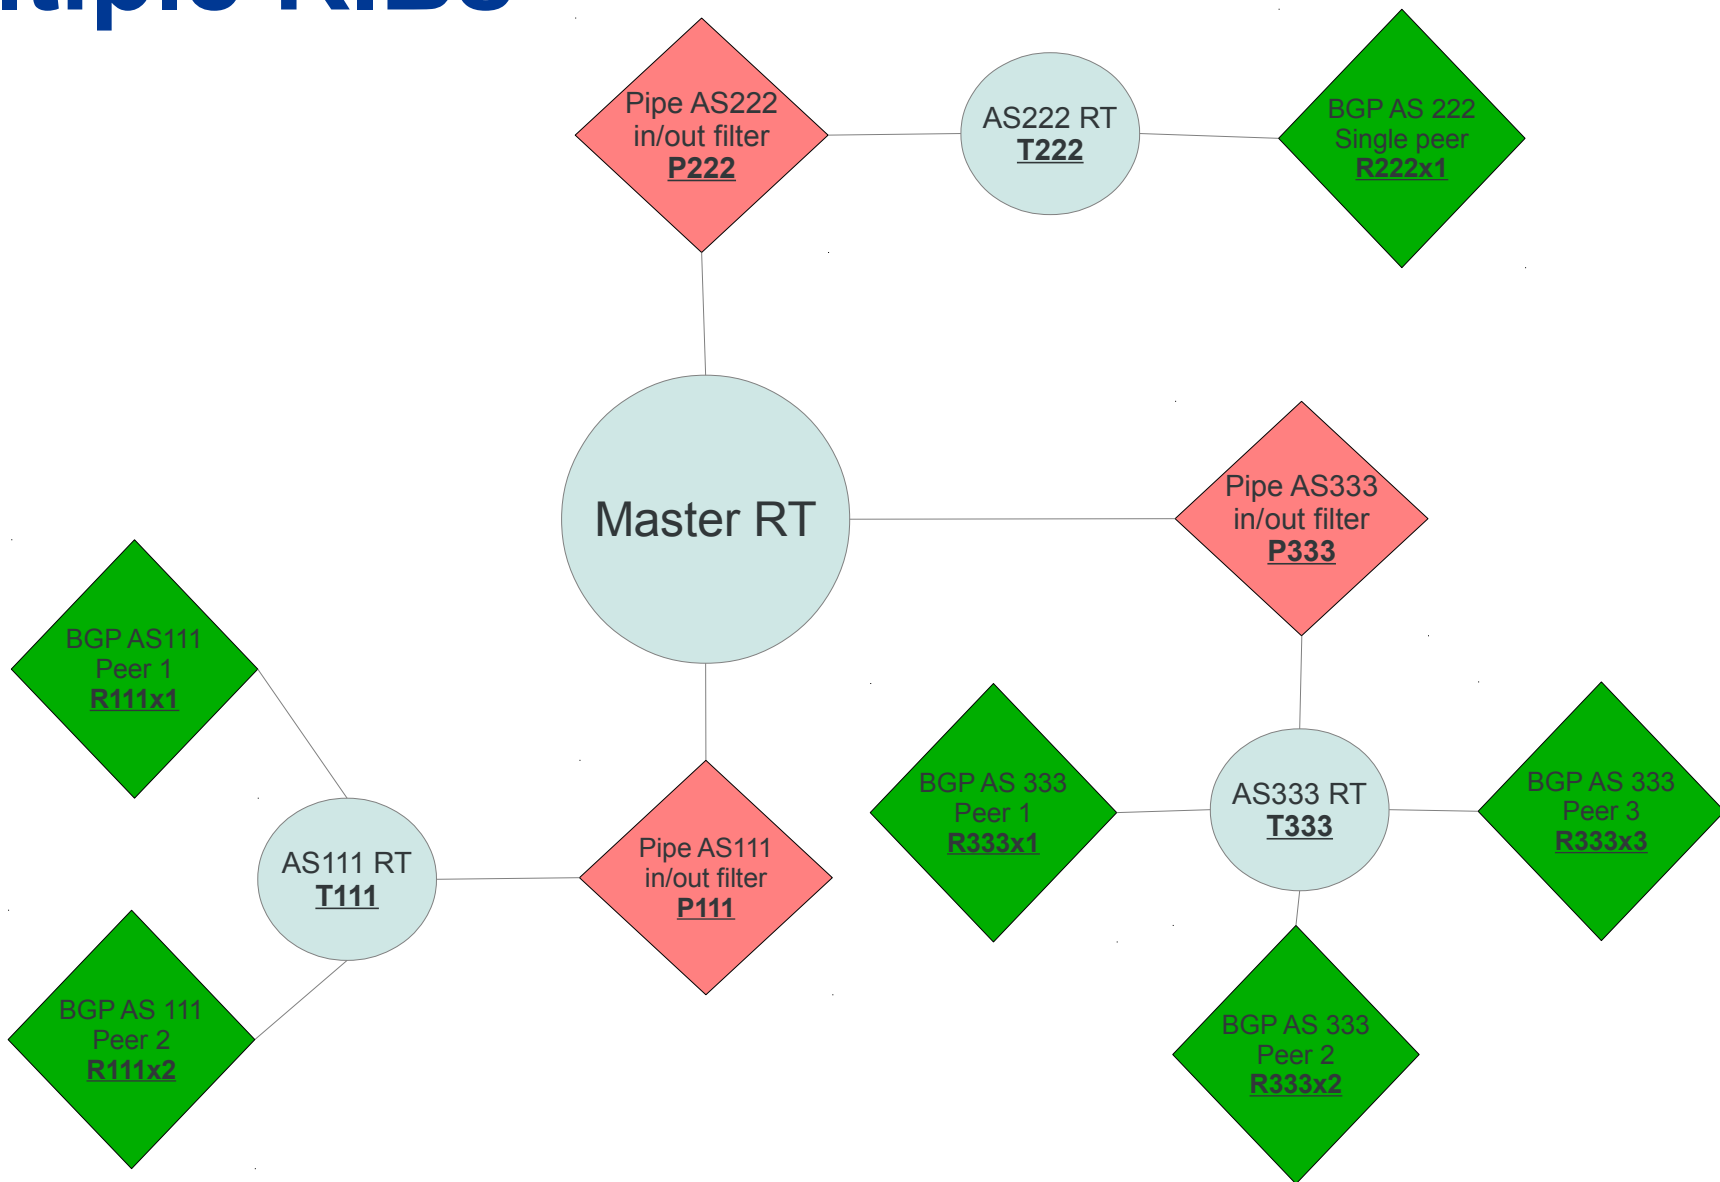 Pipe AS222
in/out filter
P222
AS222 RT
T222
BGP AS 222
Single peer
R222x1
Master RT
Pipe AS333
in/out filter
P333
BGP AS111
Peer 1
R111x1
AS111 RT
T111
Pipe AS111
in/out filter
P111
BGP AS 111
Peer 2
R111x2
BGP AS 333
Peer 1
R333x1
AS333 RT
T333
BGP AS 333
Peer 3
R333x3
BGP AS 333
Peer 2
R333x2